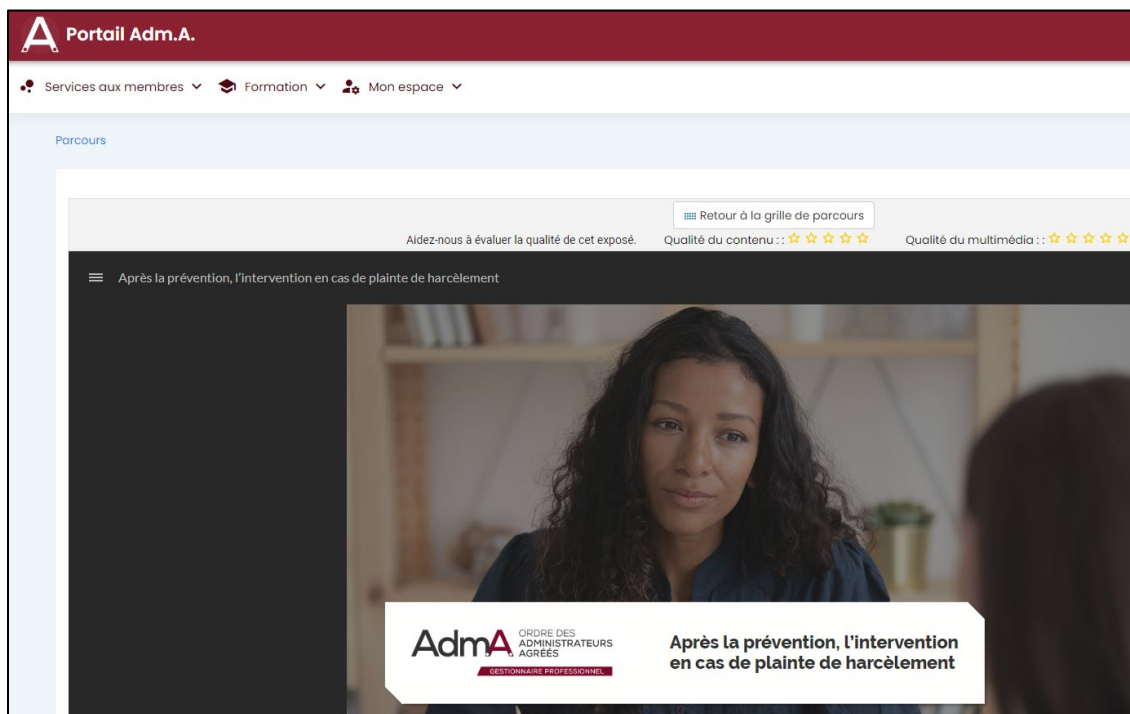 Portail Adm.A.
Services aux membres Formation Mon espace
Parcours
Retour à la grille de parcours
Aidez-nous à évaluer la qualité de cet exposé. Qualité du contenu : : Qualité du multimédia : :
Après la prévention, l'intervention en cas de plainte de harcèlement
AdmA ORDRE DES
ADMINISTRATEURS
AGRÉÉS
GESTIONNAIRE PROFESSIONNEL
Après la prévention, l'intervention
en cas de plainte de harcèlement